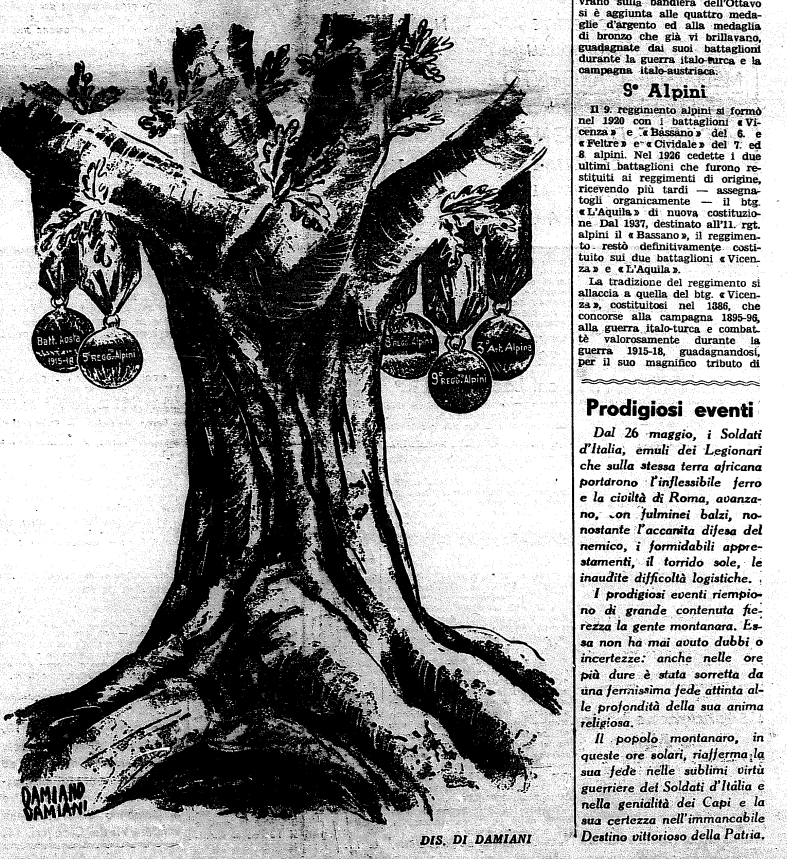 Batt. Aosta
1915-18
5° REGG. Alpini
8° REGG. Alpini
9° REGG. Alpini
3° Art. Alpina
DAMIANO
DAMIANI
DIS. DI DAMIANI
vrano sulla bandiera dell'Ottavo
si è aggiunta alle quattro meda-
glie d'argento ed alla medaglia
di bronzo che già vi brillavano,
guadagnate dai suoi battaglioni
durante la guerra italo-turca e la
campagna italo-austriaca.
9° Alpini
Il 9. reggimento alpini si formò
nel 1920 con i battaglioni «Vi-
cenza» e «Bassano» del 6. e
«Feltre» e «Cividale» del 7. ed
8. alpini. Nel 1926 cedette i due
ultimi battaglioni che furono re-
stituiti ai reggimenti di origine,
ricevendo più tardi — assegna-
togli organicamente — il btg.
«L'Aquila» di nuova costituzio-
ne Dal 1937, destinato all'11. rgt.
alpini il «Bassano», il reggimen-
to restò definitivamente costi-
tuito sui due battaglioni «Vicen-
za» e «L'Aquila».
La tradizione del reggimento si
allaccia a quella del btg. «Vicen-
za», costituitosi nel 1886, che
concorse alla campagna 1895-96,
alla guerra italo-turca e combat-
tè valorosamente durante la
guerra 1915-18, guadagnandosi,
per il suo magnifico tributo di
Prodigiosi eventi
Dal 26 maggio, i Soldati
d'Italia, emuli dei Legionari
che sulla stessa terra africana
portarono l'inflessibile ferro
e la civiltà di Roma, avanza-
no, con fulminei balzi, no-
nostante l'accanita difesa del
nemico, i formidabili appre-
stamenti, il torrido sole, le
inaudite difficoltà logistiche.
I prodigiosi eventi riempio-
no di grande contenuta fie-
rezza la gente montanara. Es-
sa non ha mai avuto dubbi o
incertezze: anche nelle ore
più dure è stata sorretta da
una fermissima fede attinta al-
le profondità della sua anima
religiosa.
Il popolo montanaro, in
queste ore solari, riafferma la
sua fede nelle sublimi virtù
guerriere dei Soldati d'Italia e
nella genialità dei Capi e la
sua certezza nell'immancabile
Destino vittorioso della Patria.